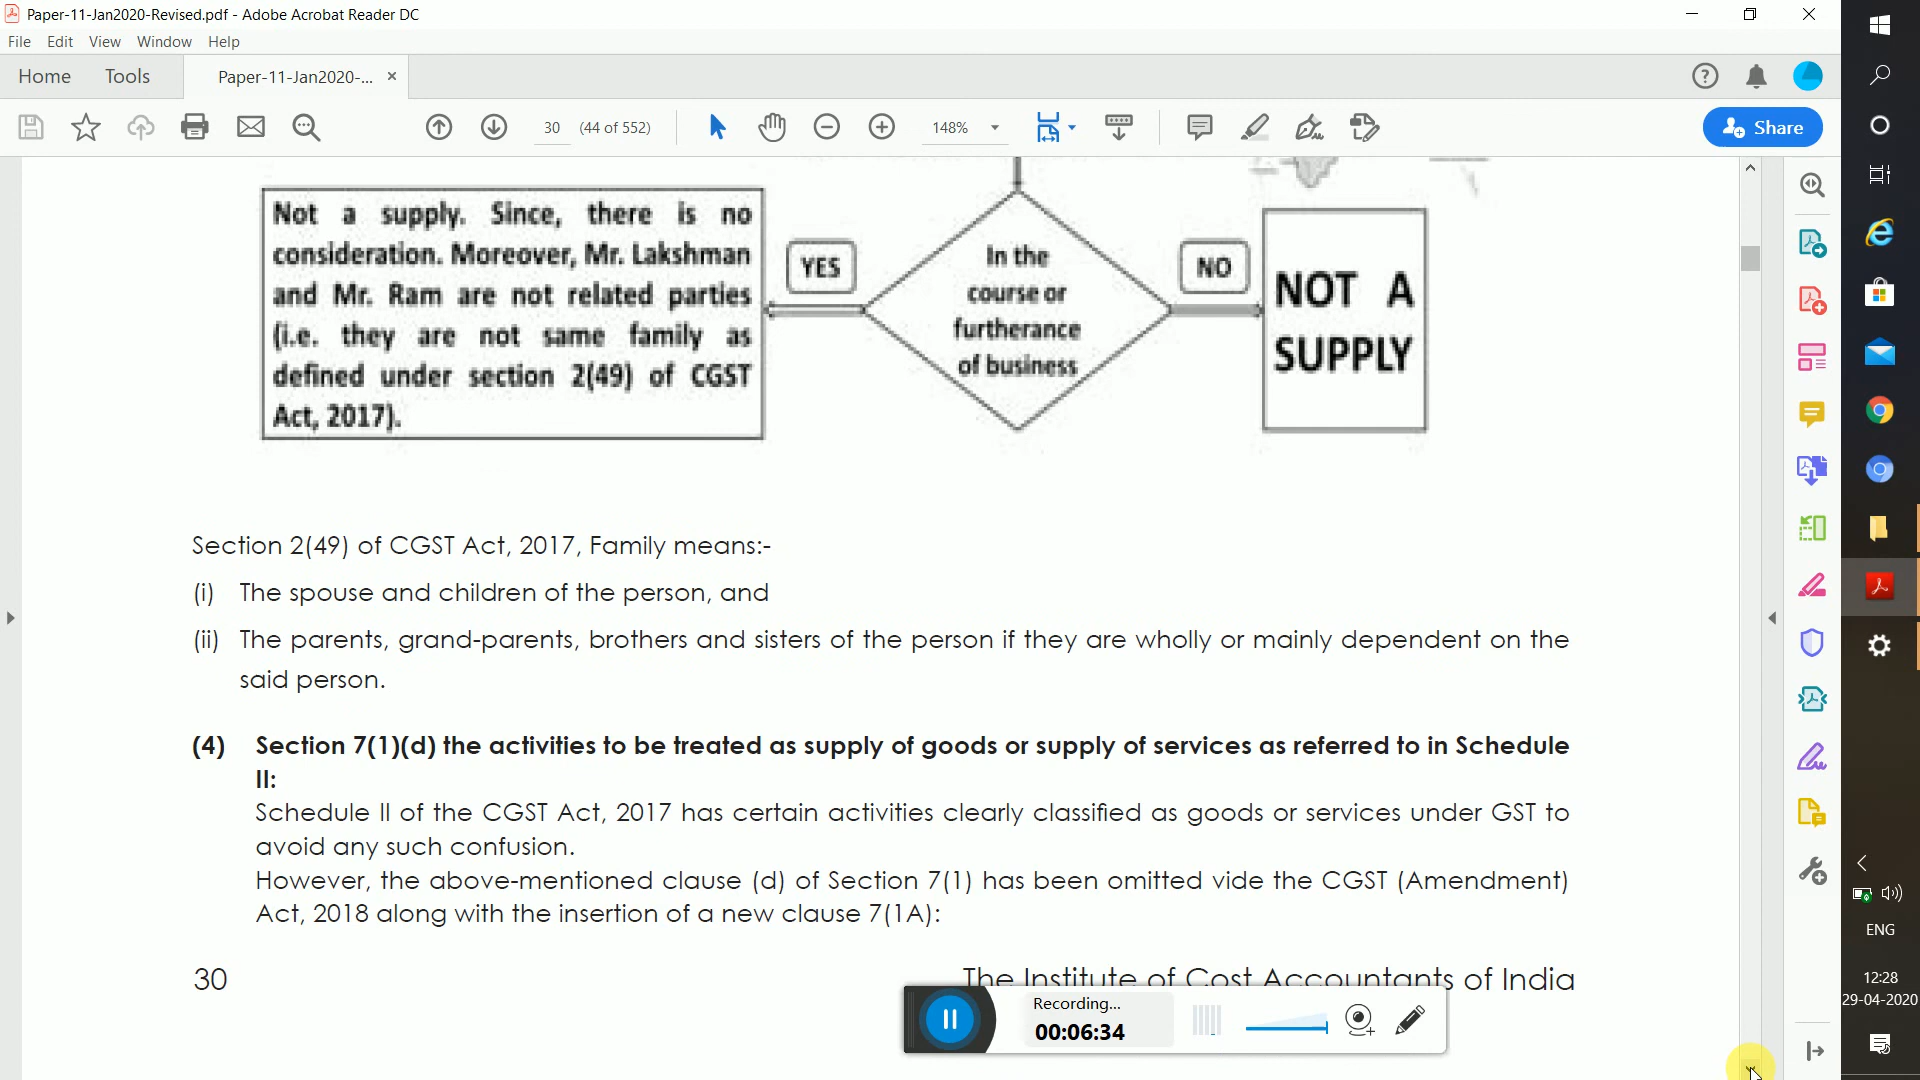 Paper-11-Jan2020-Revised.pdf - Adobe Acrobat Reader DC
File Edit View Window Help
Home Tools Paper-11-Jan2020-... ×
30 (44 of 552) 148% Share
Not a supply. Since, there is no
consideration. Moreover, Mr. Lakshman
and Mr. Ram are not related parties
(i.e. they are not same family as
defined under section 2(49) of CGST
Act, 2017).
YES
In the
course or
furtherance
of business
NO
NOT A
SUPPLY
Section 2(49) of CGST Act, 2017, Family means:-
(i) The spouse and children of the person, and
(ii) The parents, grand-parents, brothers and sisters of the person if they are wholly or mainly dependent on the
said person.
(4) Section 7(1)(d) the activities to be treated as supply of goods or supply of services as referred to in Schedule
II:
Schedule II of the CGST Act, 2017 has certain activities clearly classified as goods or services under GST to
avoid any such confusion.
However, the above-mentioned clause (d) of Section 7(1) has been omitted vide the CGST (Amendment)
Act, 2018 along with the insertion of a new clause 7(1A):
30 The Institute of Cost Accountants of India
Recording...
00:06:34
ENG
12:28
29-04-2020